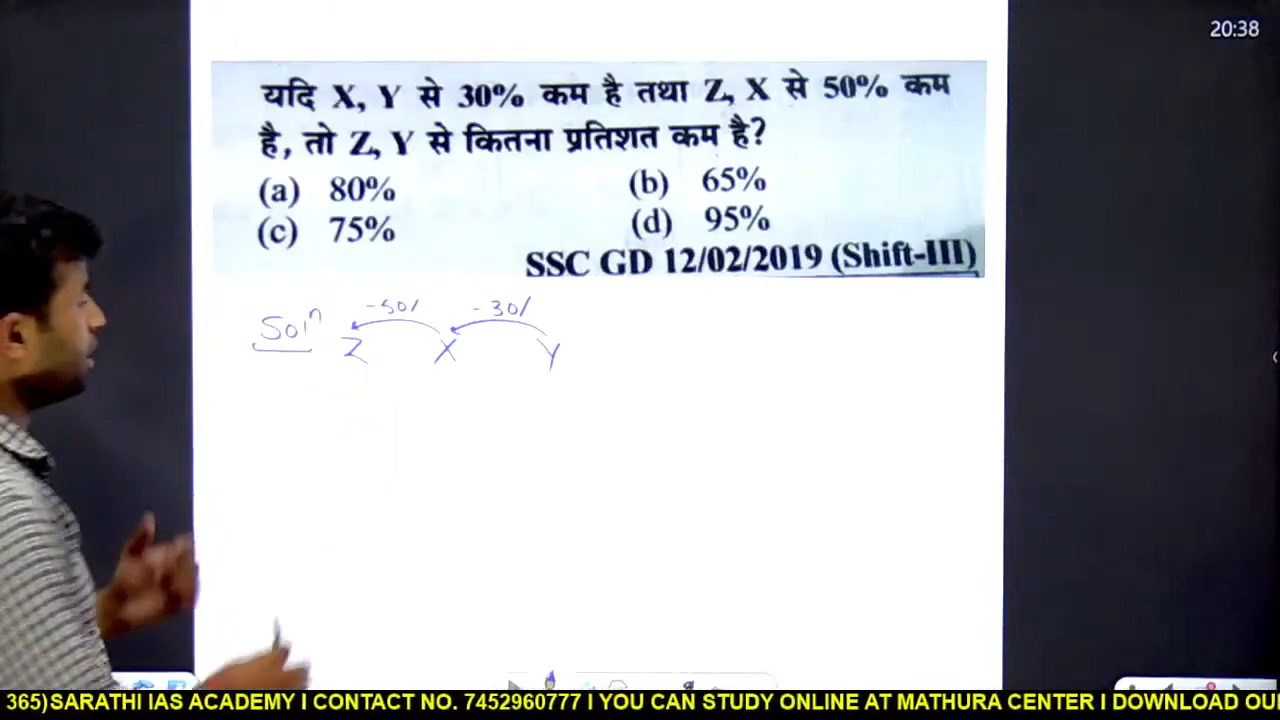 20:38
यदि X, Y से 30% कम है तथा Z, X से 50% कम
है, तो Z, Y से कितना प्रतिशत कम है?
(a) 80% (b) 65%
(c) 75% (d) 95%
SSC GD 12/02/2019 (Shift-III)
-50% -30%
Solⁿ Z X Y
365)SARATHI IAS ACADEMY I CONTACT NO. 7452960777 I YOU CAN STUDY ONLINE AT MATHURA CENTER I DOWNLOAD OU